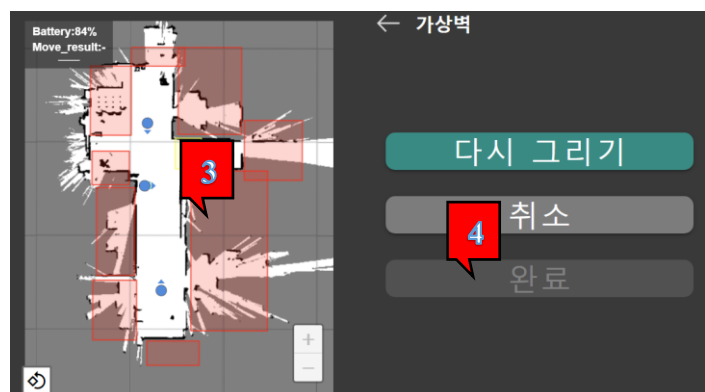 Battery:84%
Move_result:-
← 가상벽
3
다시 그리기
취소
4
완료
+
−